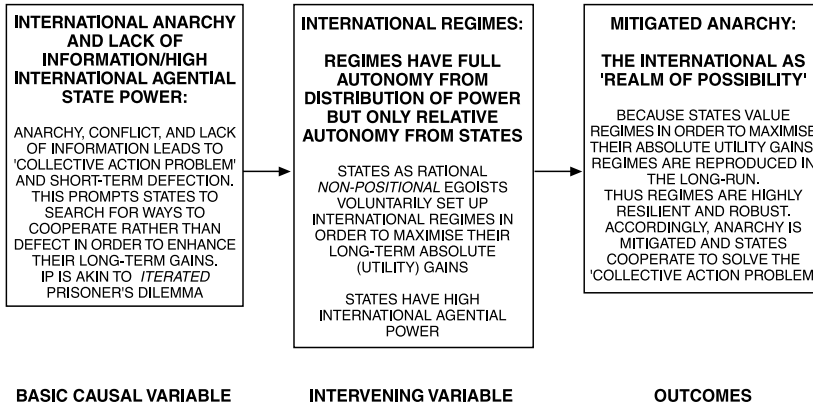 INTERNATIONAL ANARCHY
AND LACK OF
INFORMATION/HIGH
INTERNATIONAL AGENTIAL
STATE POWER:
ANARCHY, CONFLICT, AND LACK
OF INFORMATION LEADS TO
'COLLECTIVE ACTION PROBLEM'
AND SHORT-TERM DEFECTION.
THIS PROMPTS STATES TO
SEARCH FOR WAYS TO
COOPERATE RATHER THAN
DEFECT IN ORDER TO ENHANCE
THEIR LONG-TERM GAINS.
IP IS AKIN TO ITERATED
PRISONER'S DILEMMA
INTERNATIONAL REGIMES:
REGIMES HAVE FULL
AUTONOMY FROM
DISTRIBUTION OF POWER
BUT ONLY RELATIVE
AUTONOMY FROM STATES
STATES AS RATIONAL
NON-POSITIONAL EGOISTS
VOLUNTARILY SET UP
INTERNATIONAL REGIMES IN
ORDER TO MAXIMISE THEIR
LONG-TERM ABSOLUTE
(UTILITY) GAINS
STATES HAVE HIGH
INTERNATIONAL AGENTIAL
POWER
MITIGATED ANARCHY:
THE INTERNATIONAL AS
'REALM OF POSSIBILITY'
BECAUSE STATES VALUE
REGIMES IN ORDER TO MAXIMISE
THEIR ABSOLUTE UTILITY GAINS
REGIMES ARE REPRODUCED IN
THE LONG-RUN.
THUS REGIMES ARE HIGHLY
RESILIENT AND ROBUST.
ACCORDINGLY, ANARCHY IS
MITIGATED AND STATES
COOPERATE TO SOLVE THE
'COLLECTIVE ACTION PROBLEM
BASIC CAUSAL VARIABLE
INTERVENING VARIABLE
OUTCOMES